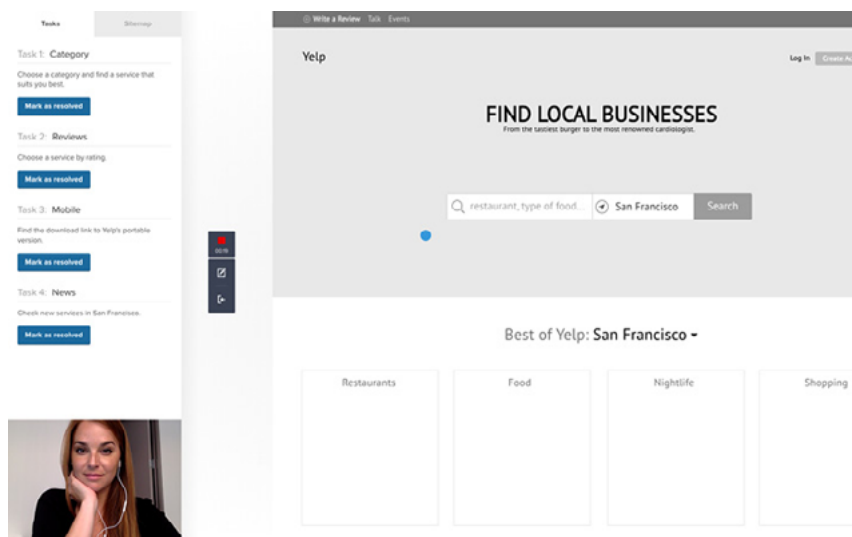 Tasks
Sitemap
Task 1: Category
Choose a category and find a service that
suits you best.
Mark as resolved
Task 2: Reviews
Choose a service by rating.
Mark as resolved
Task 3: Mobile
Find the download link to Yelp's portable
version.
Mark as resolved
Task 4: News
Check new services in San Francisco.
Mark as resolved
Write a Review Talk Events
Yelp
Log In Create Ac
FIND LOCAL BUSINESSES
From the tastiest burger to the most renowned cardiologist.
restaurant, type of food... San Francisco Search
Best of Yelp: San Francisco
Restaurants Food Nightlife Shopping